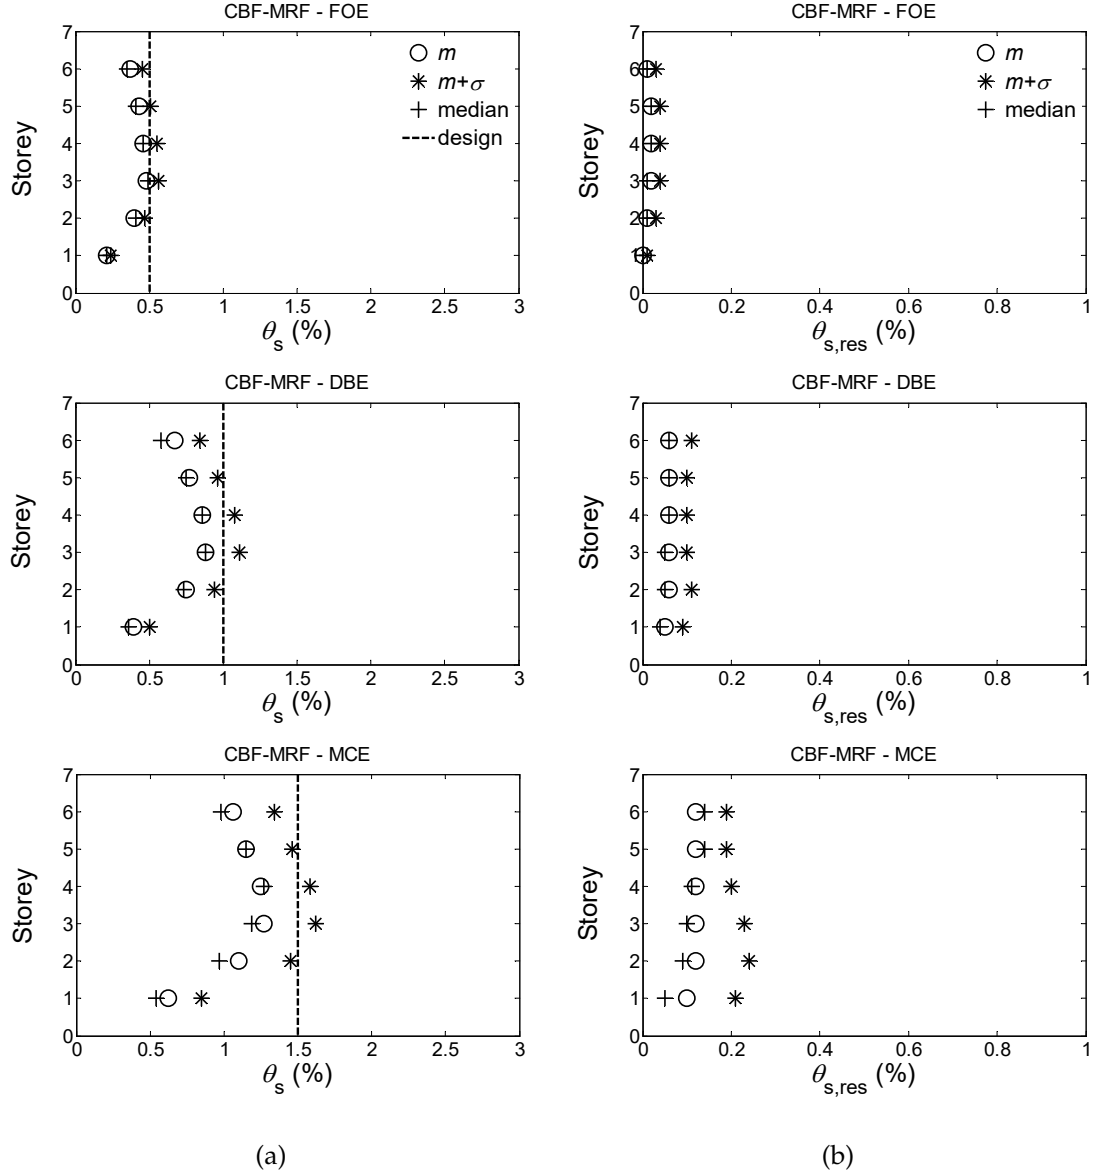 CBF-MRF - FOE
7
6
5
4
3
2
1
0
Storey
m
m+σ
median
design
0 0.5 1 1.5 2 2.5 3
θs (%)
CBF-MRF - FOE
7
6
5
4
3
2
1
0
Storey
m
m+σ
median
0 0.2 0.4 0.6 0.8 1
θs,res (%)
CBF-MRF - DBE
7
6
5
4
3
2
1
0
Storey
0 0.5 1 1.5 2 2.5 3
θs (%)
CBF-MRF - DBE
7
6
5
4
3
2
1
0
Storey
0 0.2 0.4 0.6 0.8 1
θs,res (%)
CBF-MRF - MCE
7
6
5
4
3
2
1
0
Storey
0 0.5 1 1.5 2 2.5 3
θs (%)
CBF-MRF - MCE
7
6
5
4
3
2
1
0
Storey
0 0.2 0.4 0.6 0.8 1
θs,res (%)
(a)
(b)